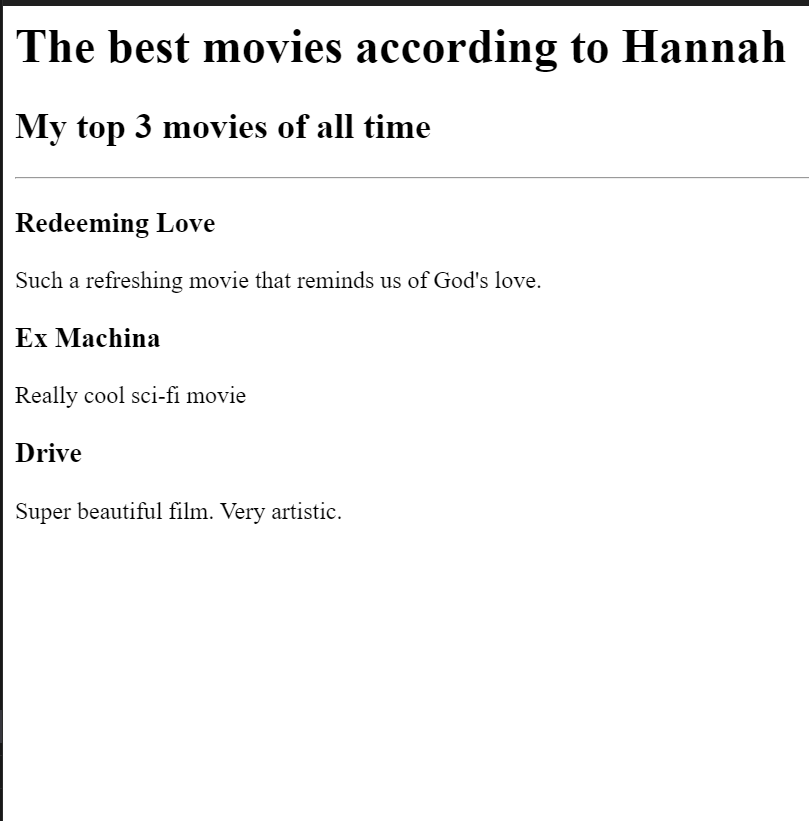 The best movies according to Hannah
My top 3 movies of all time
Redeeming Love
Such a refreshing movie that reminds us of God's love.
Ex Machina
Really cool sci-fi movie
Drive
Super beautiful film. Very artistic.